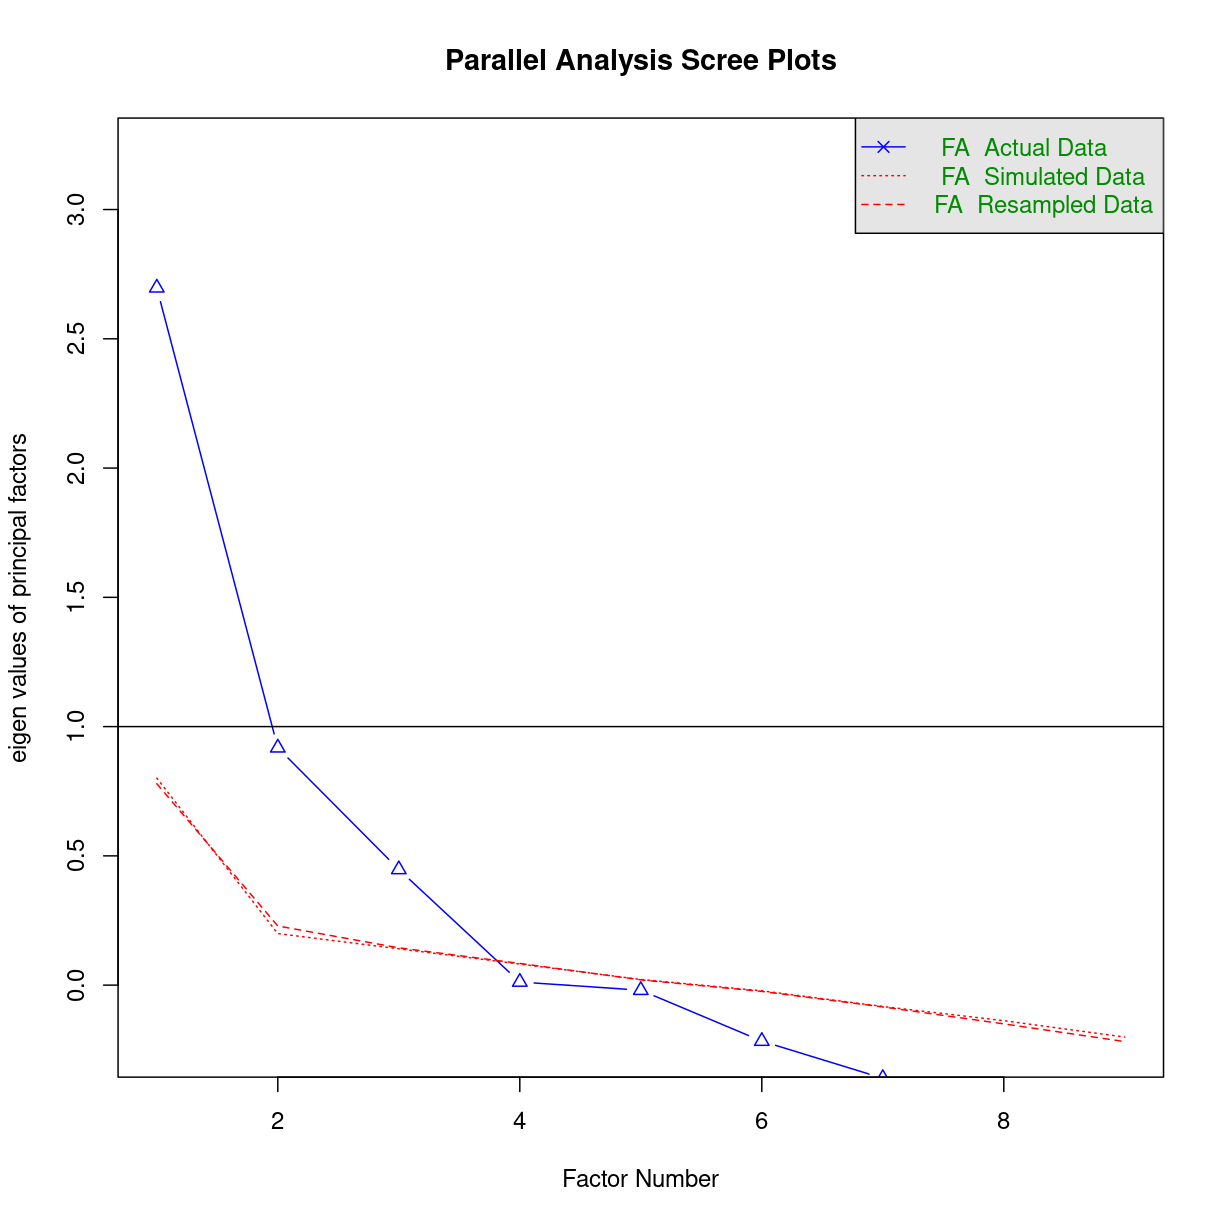 Parallel Analysis Scree Plots
FA Actual Data
FA Simulated Data
FA Resampled Data
eigen values of principal factors
3.0
2.5
2.0
1.5
1.0
0.5
0.0
2 4 6 8
Factor Number